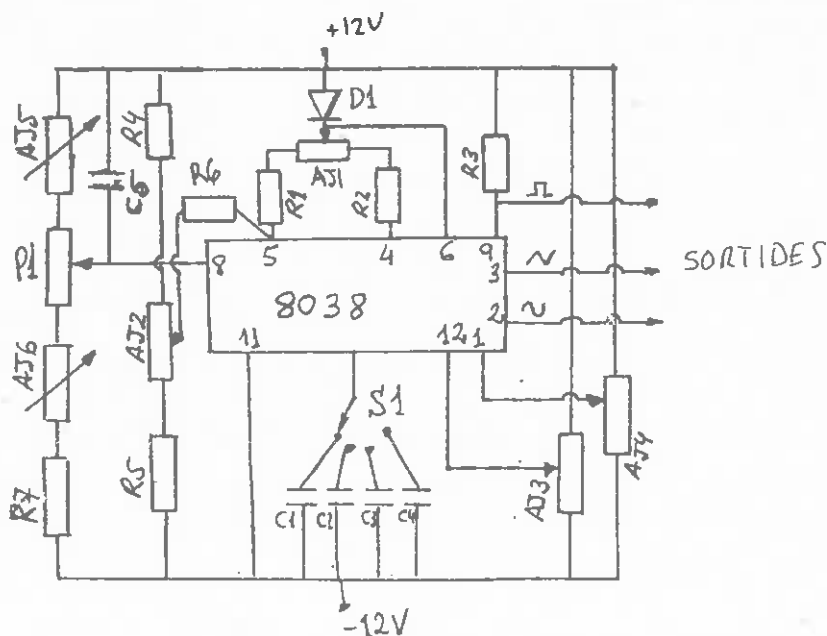 +12V
D1
AJ5
C5
R4
R6
R1
AJ1
R2
R3
P1
8
5
4
6
9
3
SORTIDES
8038
2
11
12
1
AJ2
AJ6
S1
R7
R5
C1
C2
C3
C4
AJ3
AJ4
-12V